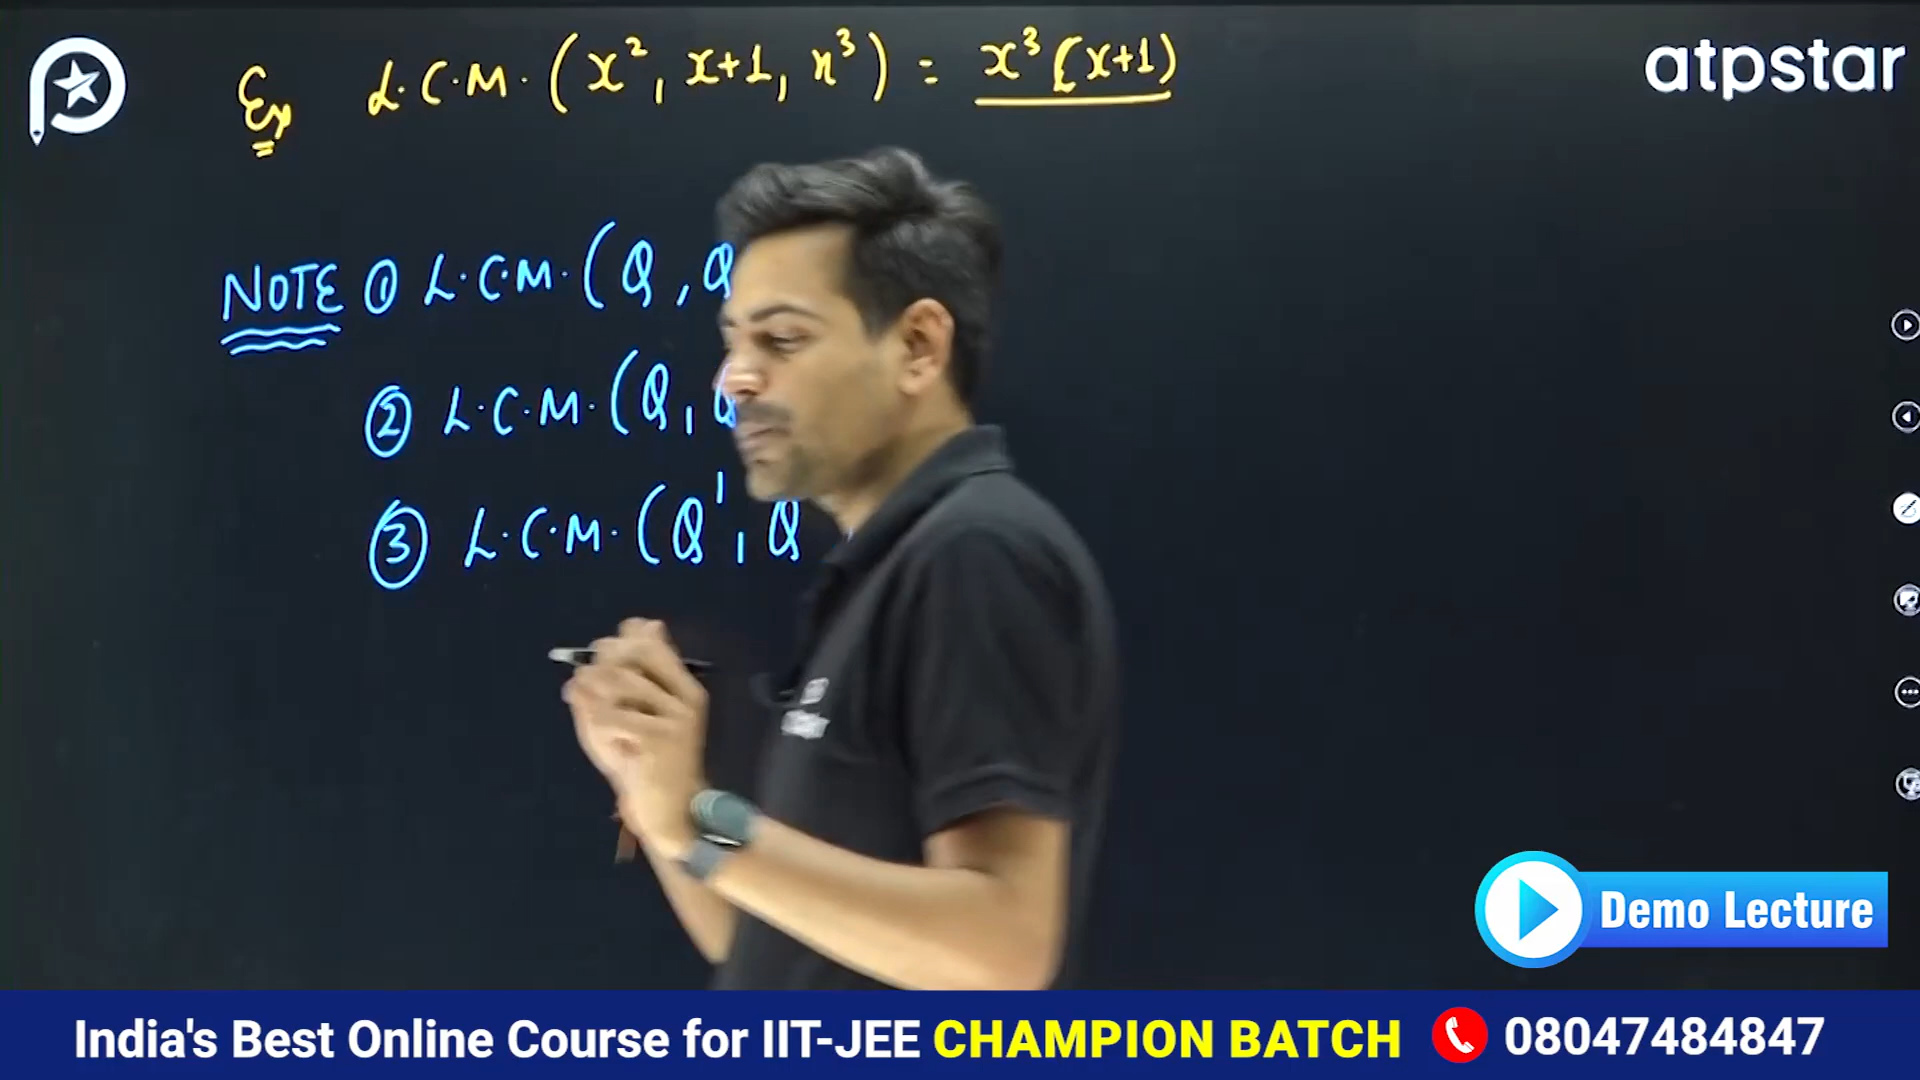 Ex L.C.M. (x², x+1, x³) = x³(x+1)
atpstar
NOTE ① L.C.M. (Q, Q
② L.C.M. (Q, Q
③ L.C.M. (Q', Q
Demo Lecture
India's Best Online Course for IIT-JEE CHAMPION BATCH 08047484847